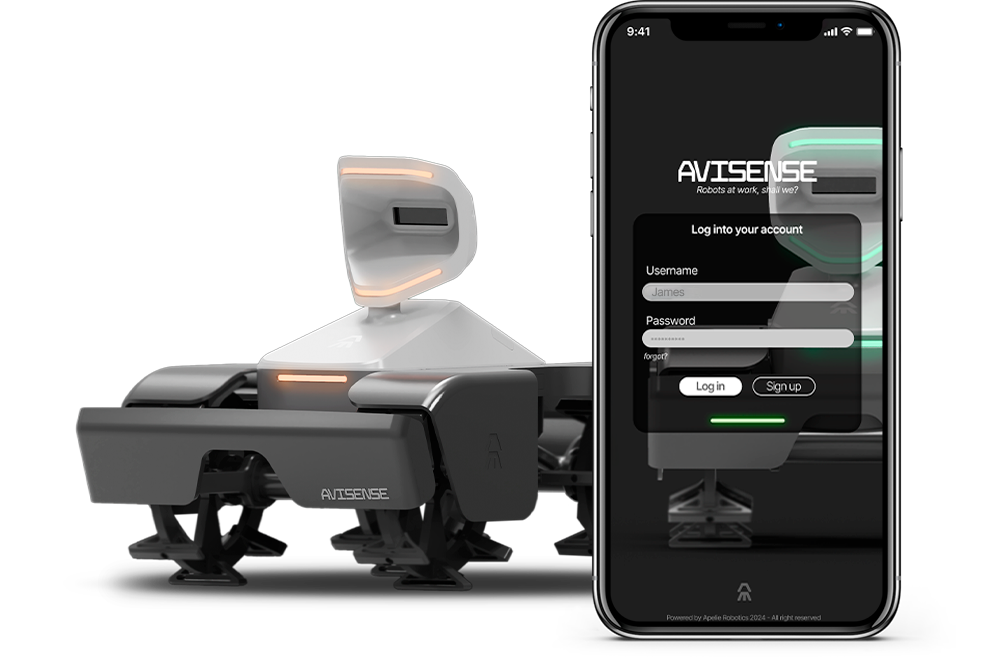 AVISENSE
9:41
AVISENSE
Robots at work, shall we?
Log into your account
Username
James
Password
forgot?
Log in
Sign up
Powered by Apelie Robotics 2024 - All right reserved